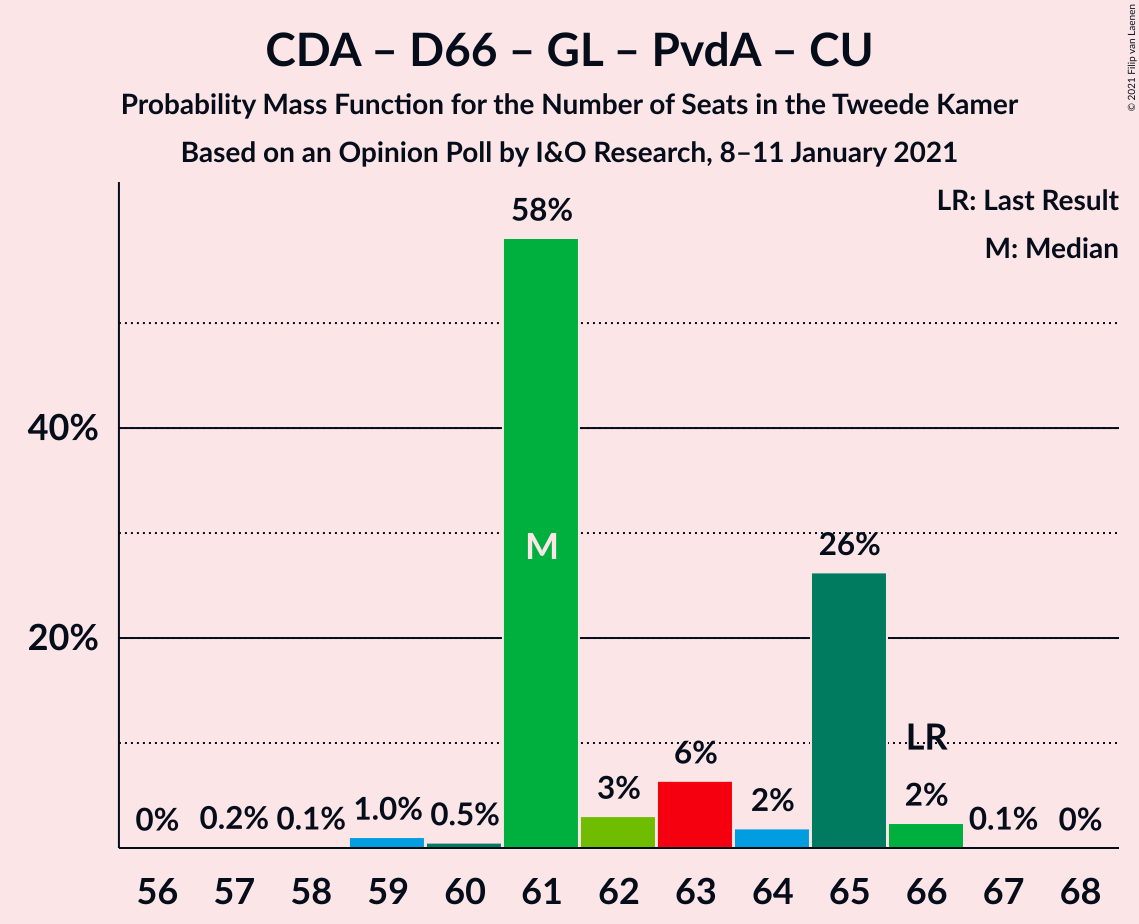 CDA – D66 – GL – PvdA – CU
Probability Mass Function for the Number of Seats in the Tweede Kamer
Based on an Opinion Poll by I&O Research, 8–11 January 2021
© 2021 Filip van Laenen
LR: Last Result
M: Median
40%
20%
0%
0.2%
0.1%
1.0%
0.5%
58%
M
3%
6%
2%
26%
LR
2%
0.1%
0%
56 57 58 59 60 61 62 63 64 65 66 67 68